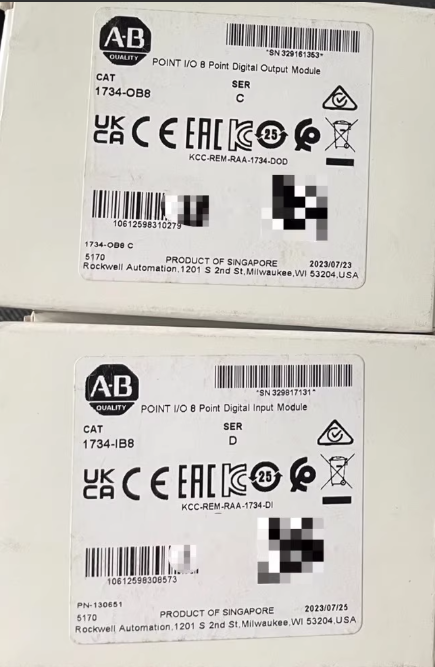 A-B
QUALITY
*SN 329161353*
POINT I/O 8 Point Digital Output Module
CAT SER
1734-OB8 C
UK CA CE EAC KC 25
KCC-REM-RAA-1734-DOD
10612598310279
1734-OB8 C
5170 PRODUCT OF SINGAPORE 2023/07/23
Rockwell Automation,1201 S 2nd St,Milwaukee,WI 53204,USA
A-B
QUALITY
*SN 329817131*
POINT I/O 8 Point Digital Input Module
CAT SER
1734-IB8 D
UK CA CE EAC KC 25
KCC-REM-RAA-1734-DI
10612598308573
PN-130651
5170 PRODUCT OF SINGAPORE 2023/07/25
Rockwell Automation,1201 S 2nd St,Milwaukee,WI 53204,USA